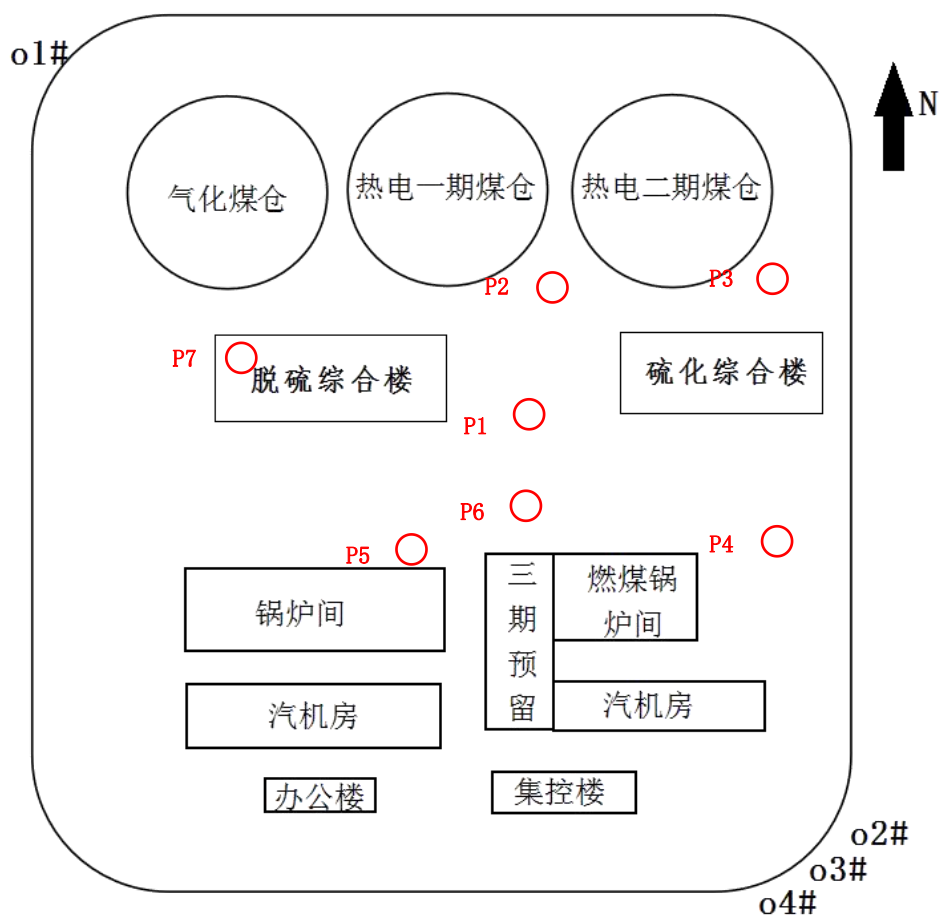 o1#
N
气化煤仓
热电一期煤仓
热电二期煤仓
P2
P3
P7
脱硫综合楼
硫化综合楼
P1
P6
P5
P4
锅炉间
三
期
预
留
燃煤锅
炉间
汽机房
汽机房
办公楼
集控楼
o2#
o3#
o4#